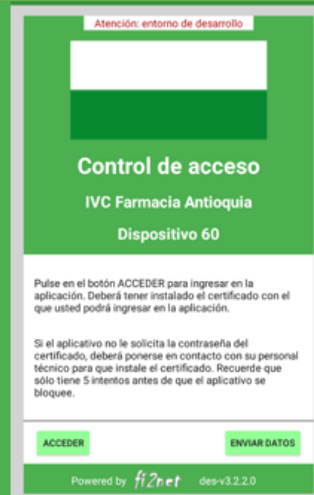 Atención: entorno de desarrollo
Control de acceso
IVC Farmacia Antioquia
Dispositivo 60
Pulse en el botón ACCEDER para ingresar en la
aplicación. Deberá tener instalado el certificado con el
que usted podrá ingresar en la aplicación.
Si el aplicativo no le solicita la contraseña del
certificado, deberá ponerse en contacto con su personal
técnico para que instale el certificado. Recuerde que
sólo tiene 5 intentos antes de que el aplicativo se
bloquee.
ACCEDER ENVIAR DATOS
Powered by fi2net des-v3.2.2.0